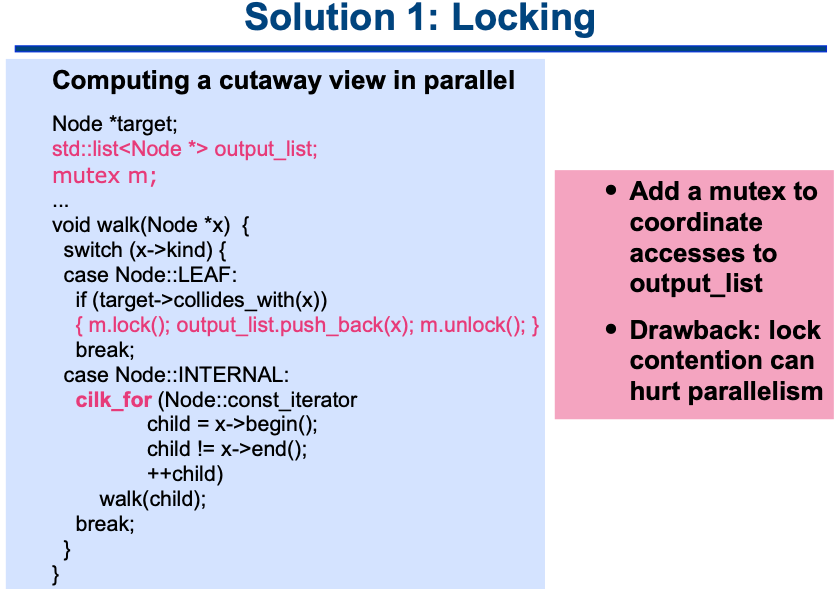 Solution 1: Locking
Computing a cutaway view in parallel
Node *target;
std::list<Node *> output_list;
mutex m;
...
void walk(Node *x)  {
switch (x->kind) {
case Node::LEAF:
if (target->collides_with(x))
{ m.lock(); output_list.push_back(x); m.unlock(); }
break;
case Node::INTERNAL:
cilk_for (Node::const_iterator
child = x->begin();
child != x->end();
++child)
walk(child);
break;
}
}
• Add a mutex to
coordinate
accesses to
output_list
• Drawback: lock
contention can
hurt parallelism